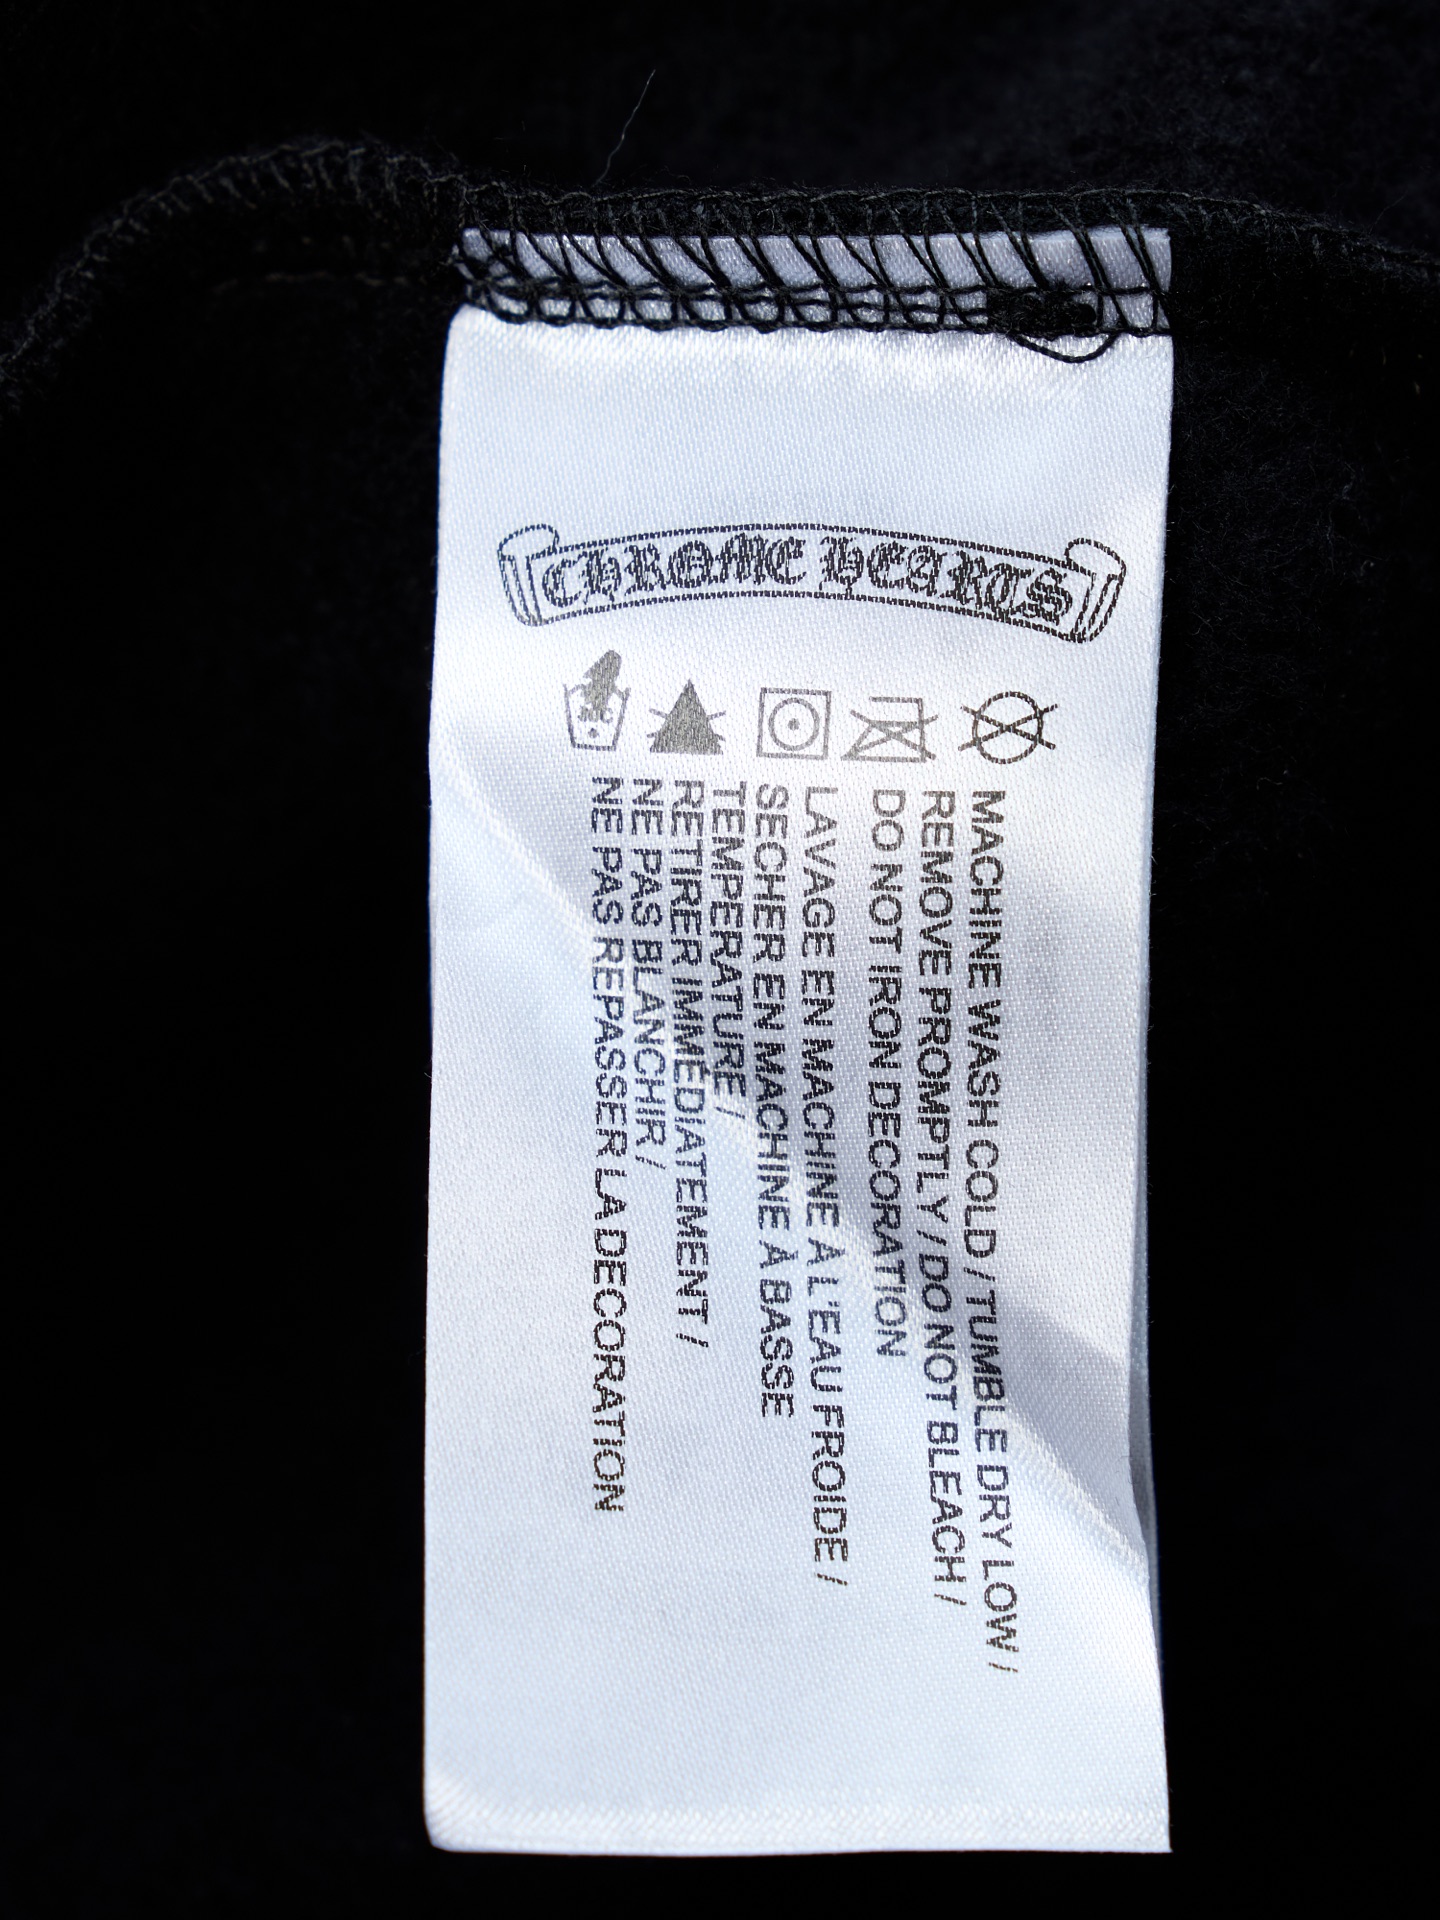 CHROME HEARTS
MACHINE WASH COLD / TUMBLE DRY LOW /
REMOVE PROMPTLY / DO NOT BLEACH /
DO NOT IRON DECORATION
LAVAGE EN MACHINE À L'EAU FROIDE /
SECHER EN MACHINE À BASSE
TEMPERATURE /
RETIRER IMMÉDIATEMENT /
NE PAS BLANCHIR /
NE PAS REPASSER LA DECORATION